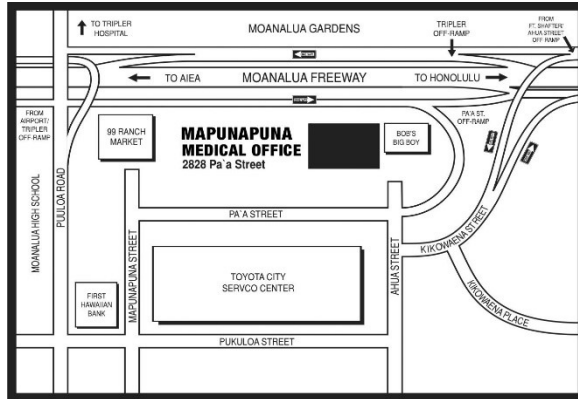 TO TRIPLER
HOSPITAL
MOANALUA GARDENS
TRIPLER
OFF-RAMP
FROM
FT. SHAFTER/
AHUA STREET
OFF RAMP
TO AIEA
MOANALUA FREEWAY
TO HONOLULU
FROM
AIRPORT/
TRIPLER
OFF-RAMP
99 RANCH
MARKET
MAPUNAPUNA
MEDICAL OFFICE
2828 Pa`a Street
BOB'S
BIG BOY
PA'A ST.
OFF-RAMP
MOANALUA HIGH SCHOOL
PUULOA ROAD
MAPUNAPUNA STREET
PA`A STREET
AHUA STREET
KIKOWAENA STREET
KIKOWAENA PLACE
TOYOTA CITY
SERVCO CENTER
FIRST
HAWAIIAN
BANK
PUKULOA STREET